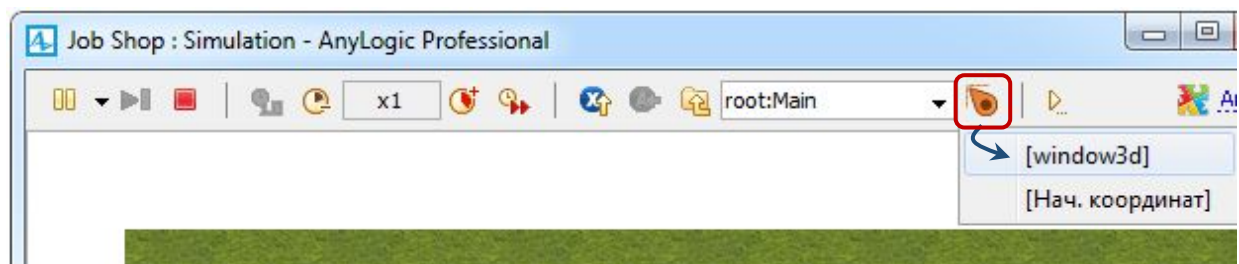 Job Shop : Simulation - AnyLogic Professional
x1 root:Main
[window3d]
[Нач. координат]